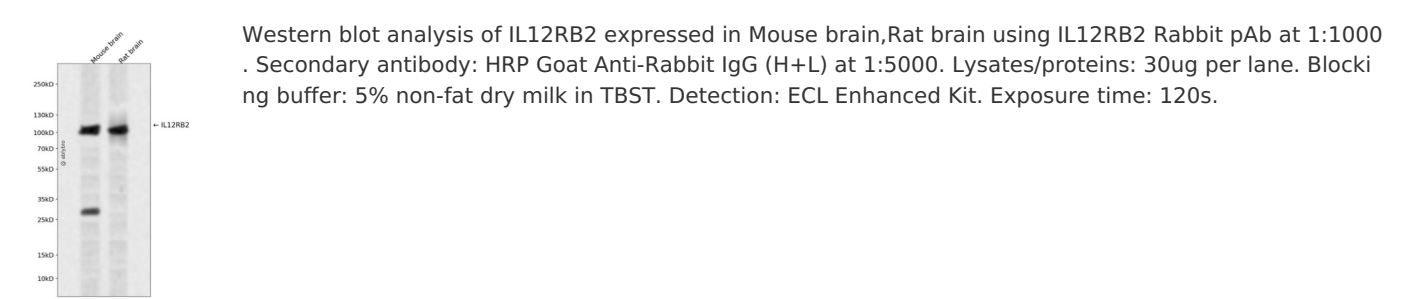 Mouse brain
Rat brain
Western blot analysis of IL12RB2 expressed in Mouse brain,Rat brain using IL12RB2 Rabbit pAb at 1:1000
. Secondary antibody: HRP Goat Anti-Rabbit IgG (H+L) at 1:5000. Lysates/proteins: 30ug per lane. Blocki
ng buffer: 5% non-fat dry milk in TBST. Detection: ECL Enhanced Kit. Exposure time: 120s.
250kD
130kD
← IL12RB2
100kD
70kD
55kD
35kD
25kD
15kD
10kD